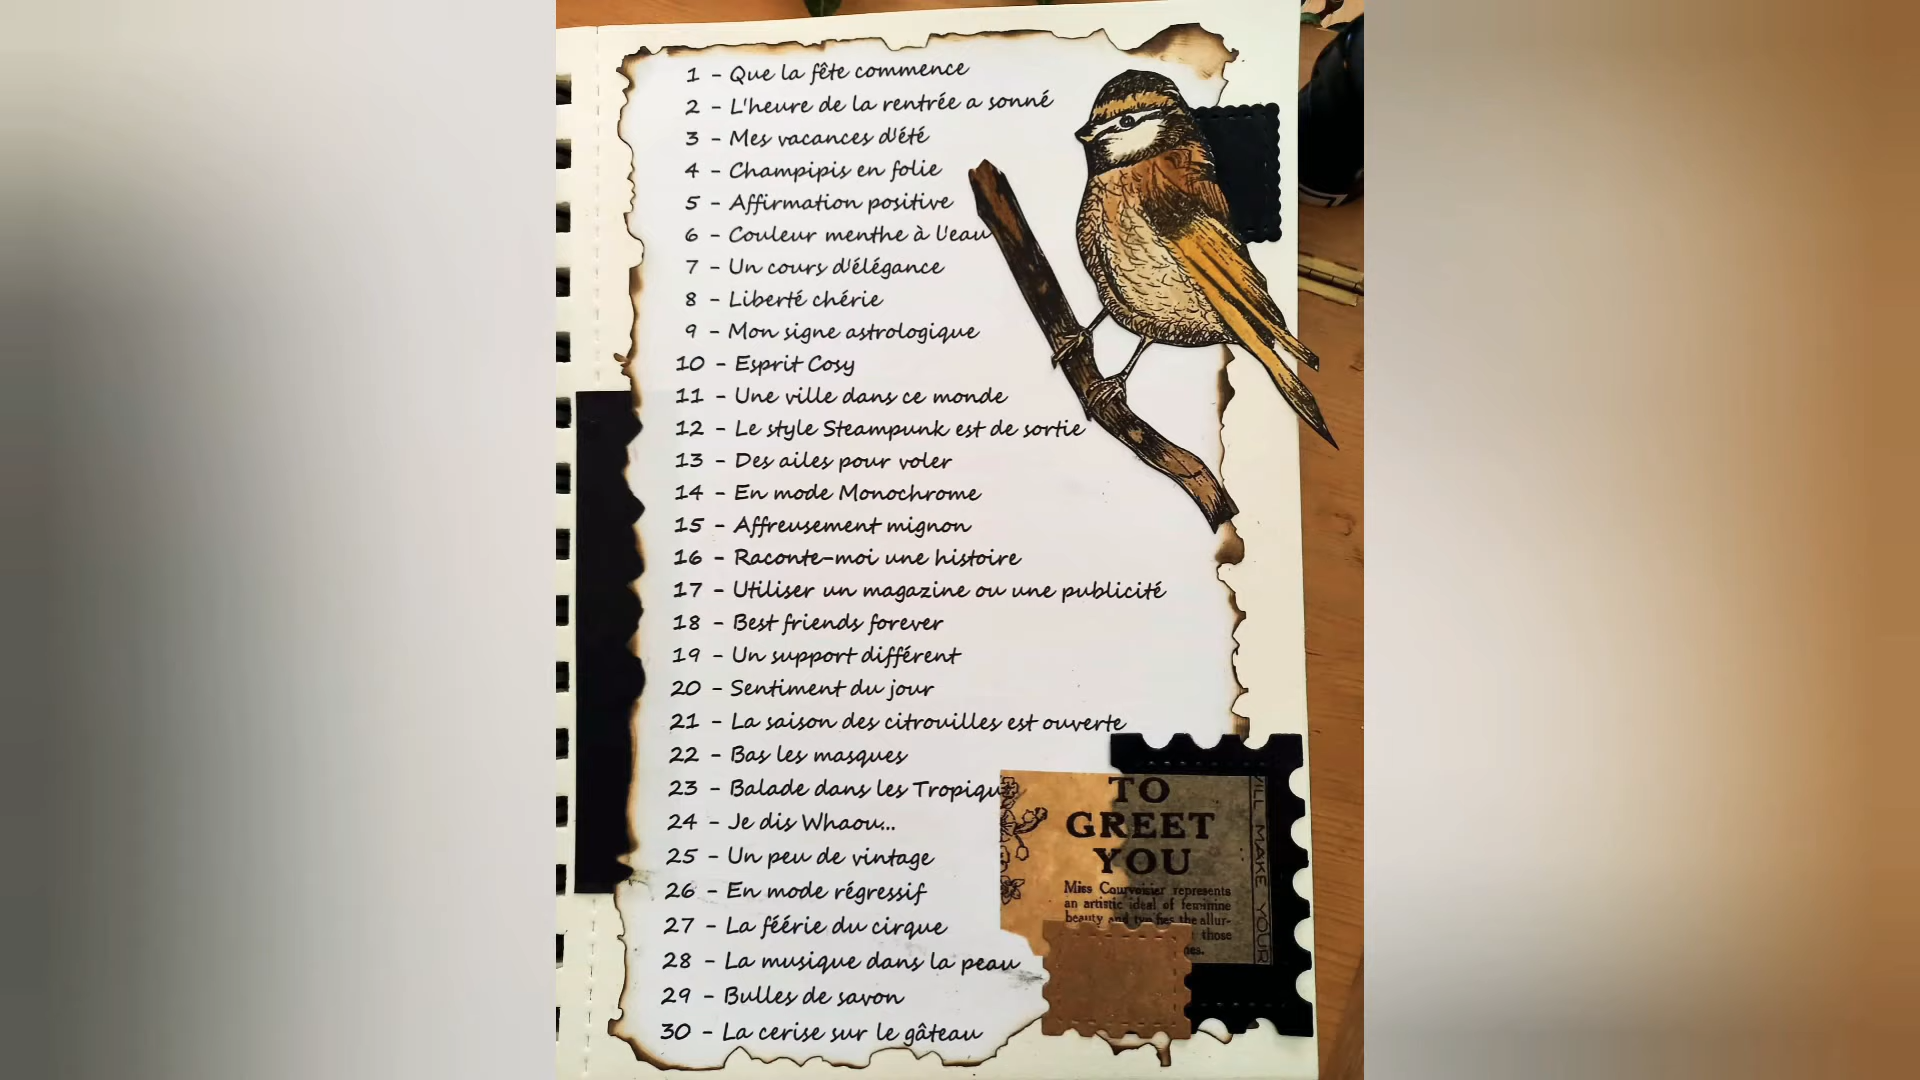 1 - Que la fête commence
2 - L'heure de la rentrée a sonné
3 - Mes vacances d'été
4 - Champipis en folie
5 - Affirmation positive
6 - Couleur menthe à l'eau
7 - Un cours d'élégance
8 - Liberté chérie
9 - Mon signe astrologique
10 - Esprit Cosy
11 - Une ville dans ce monde
12 - Le style Steampunk est de sortie
13 - Des ailes pour voler
14 - En mode Monochrome
15 - Affreusement mignon
16 - Raconte-moi une histoire
17 - Utiliser un magazine ou une publicité
18 - Best friends forever
19 - Un support différent
20 - Sentiment du jour
21 - La saison des citrouilles est ouverte
22 - Bas les masques
23 - Balade dans les Tropiqu
24 - Je dis Whaou...
25 - Un peu de vintage
26 - En mode régressif
27 - La féérie du cirque
28 - La musique dans la peau
29 - Bulles de savon
30 - La cerise sur le gâteau
TO
GREET
YOU
Miss Courvoisier represents
an artistic ideal of feminine
beauty and the allur-
those
MAKE YOUR